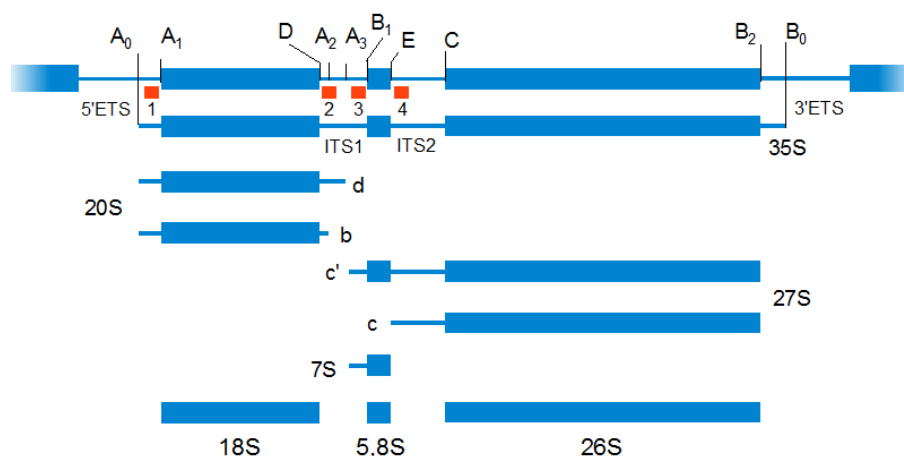 A₀ A₁ D A₂ A₃ B₁ E C B₂ B₀
5'ETS 1 2 3 4 3'ETS
ITS1 ITS2 35S
20S d
b
c' 27S
c
7S
18S 5.8S 26S